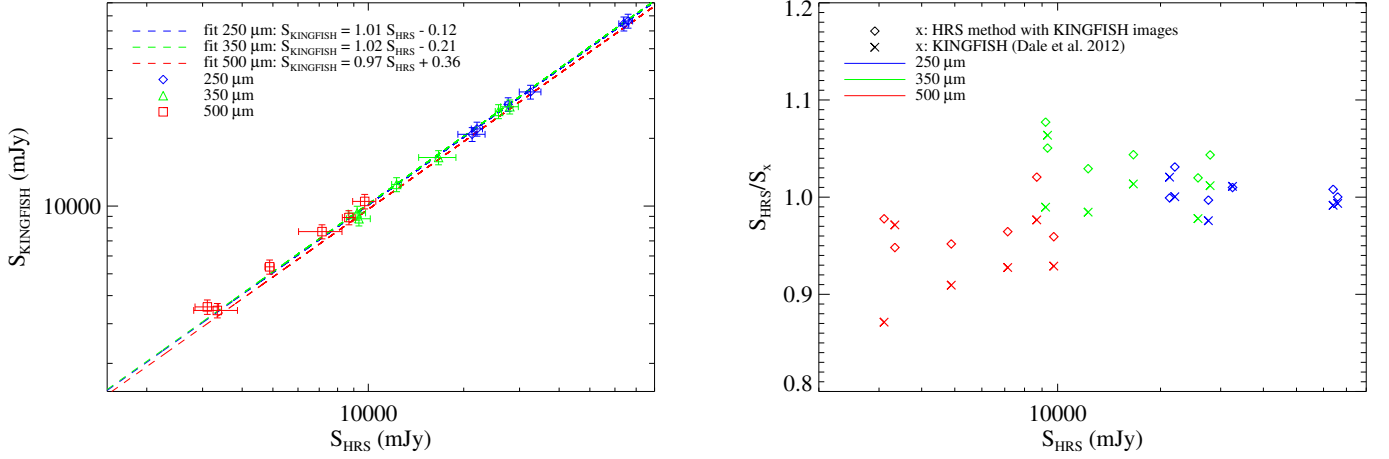 fit 250 μm: S_KINGFISH = 1.01 S_HRS - 0.12
fit 350 μm: S_KINGFISH = 1.02 S_HRS - 0.21
fit 500 μm: S_KINGFISH = 0.97 S_HRS + 0.36
250 μm
350 μm
500 μm
S_KINGFISH (mJy)
10000
10000
S_HRS (mJy)
1.2
1.1
1.0
0.9
0.8
S_HRS/S_x
x: HRS method with KINGFISH images
x: KINGFISH (Dale et al. 2012)
250 μm
350 μm
500 μm
10000
S_HRS (mJy)